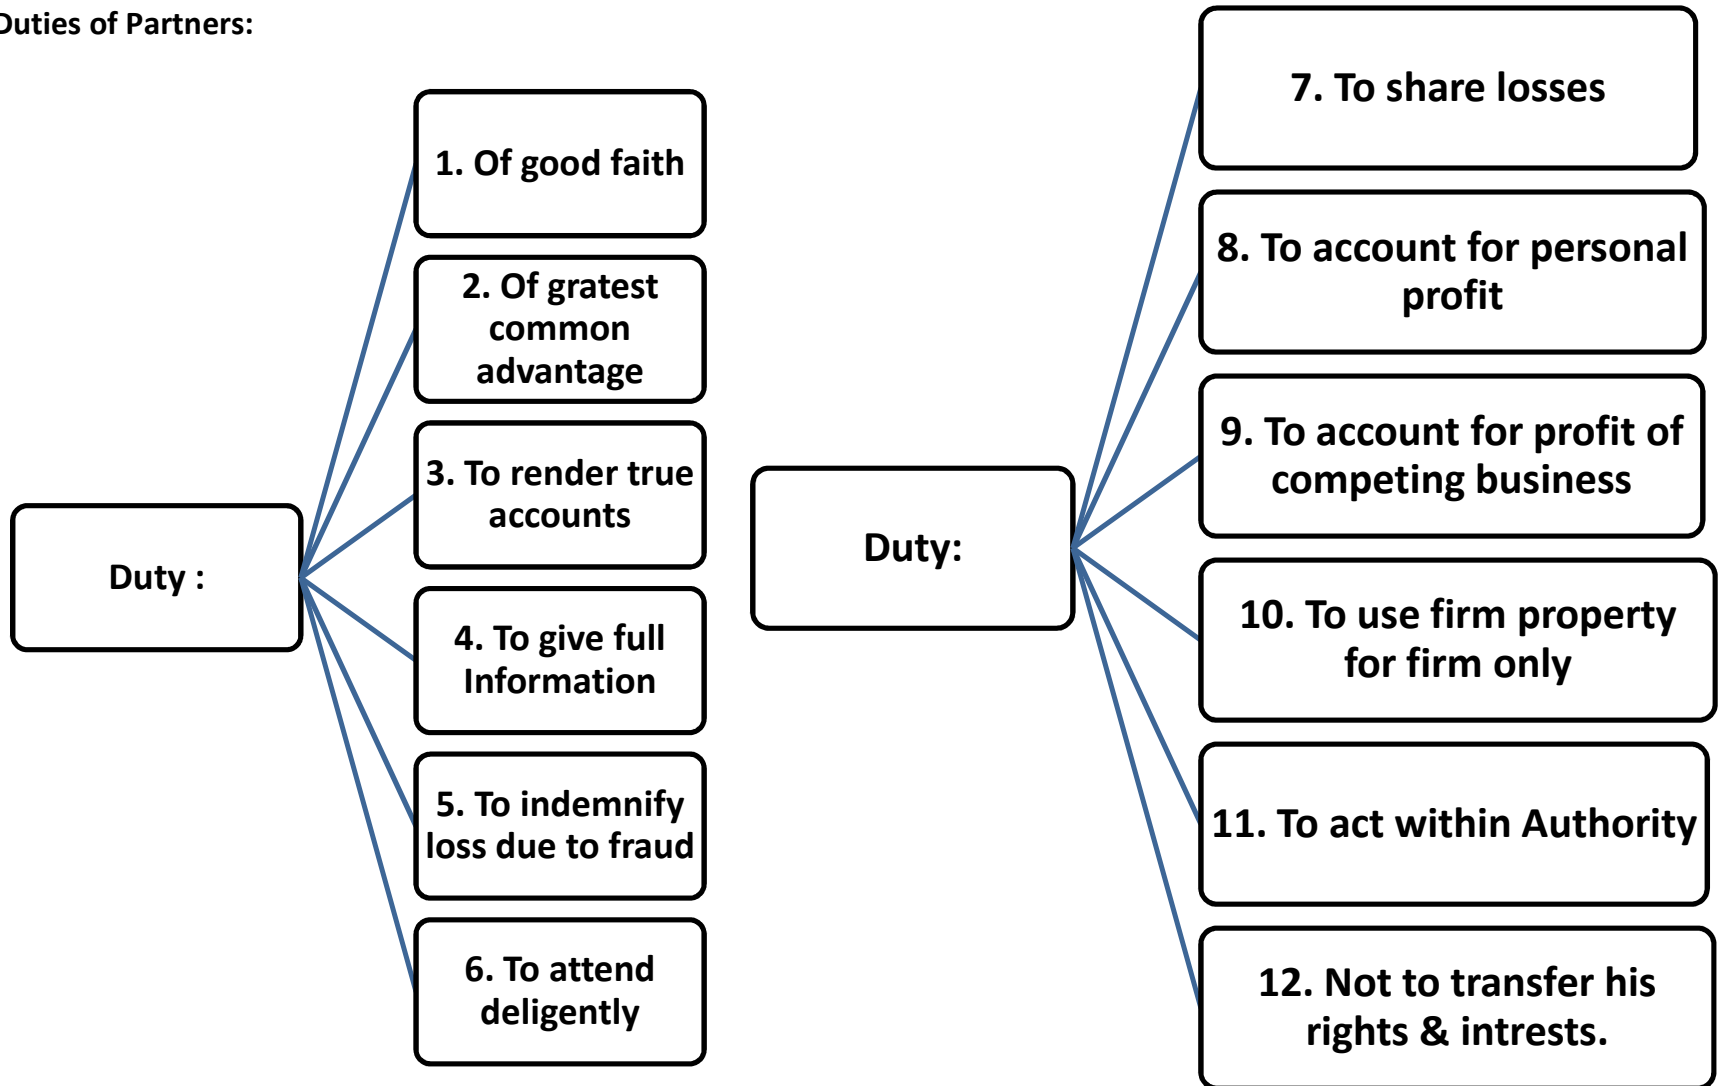 Duties of Partners:
Duty :
1. Of good faith
2. Of gratest
common
advantage
3. To render true
accounts
4. To give full
Information
5. To indemnify
loss due to fraud
6. To attend
deligently
Duty:
7. To share losses
8. To account for personal
profit
9. To account for profit of
competing business
10. To use firm property
for firm only
11. To act within Authority
12. Not to transfer his
rights & intrests.